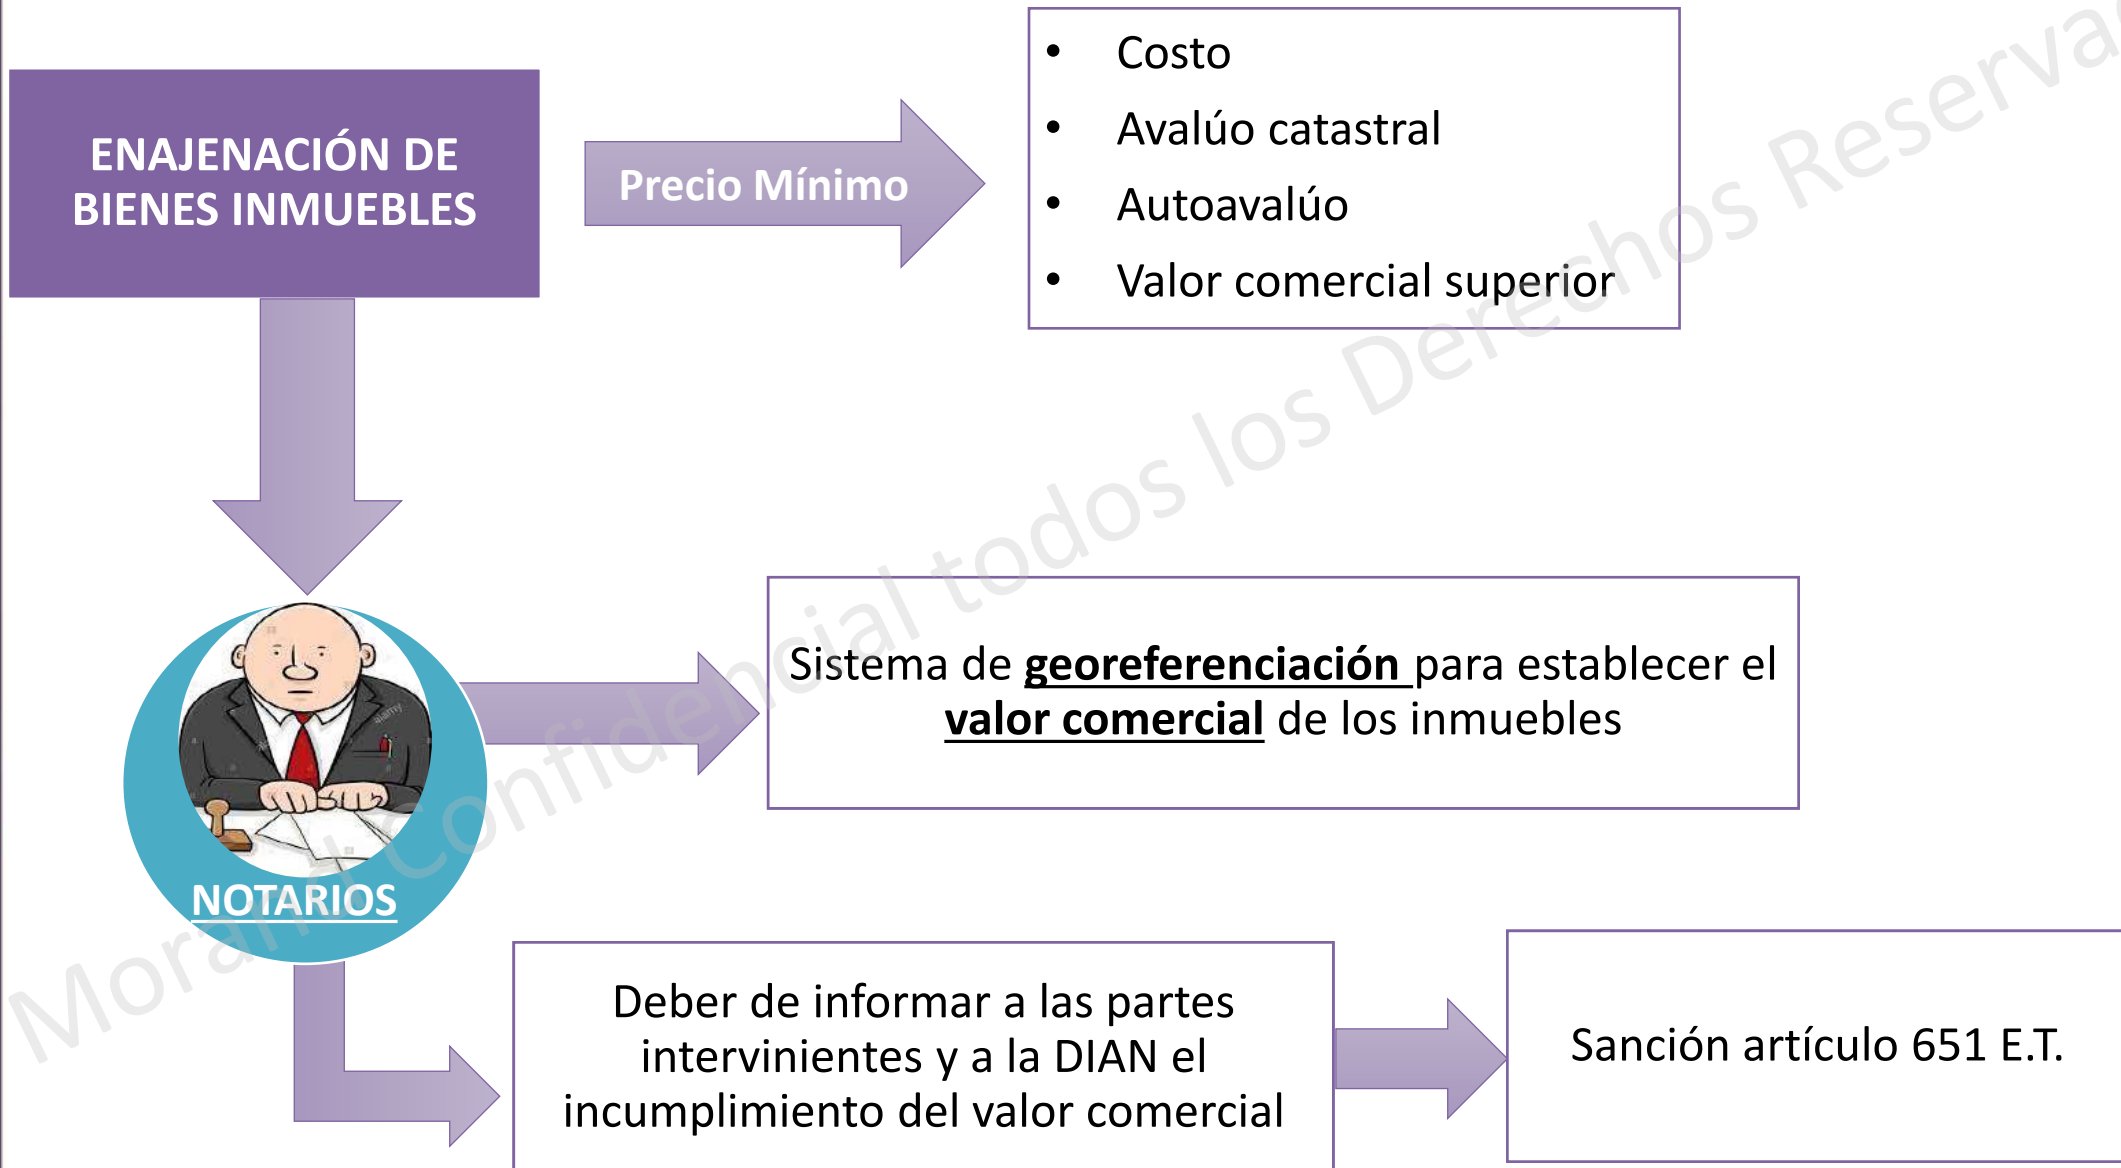 ENAJENACIÓN DE
BIENES INMUEBLES
Precio Mínimo
• Costo
• Avalúo catastral
• Autoavalúo
• Valor comercial superior
Sistema de georeferenciación para establecer el
valor comercial de los inmuebles
NOTARIOS
Deber de informar a las partes
intervinientes y a la DIAN el
incumplimiento del valor comercial
Sanción artículo 651 E.T.
Confidencial todos los Derechos
alamy